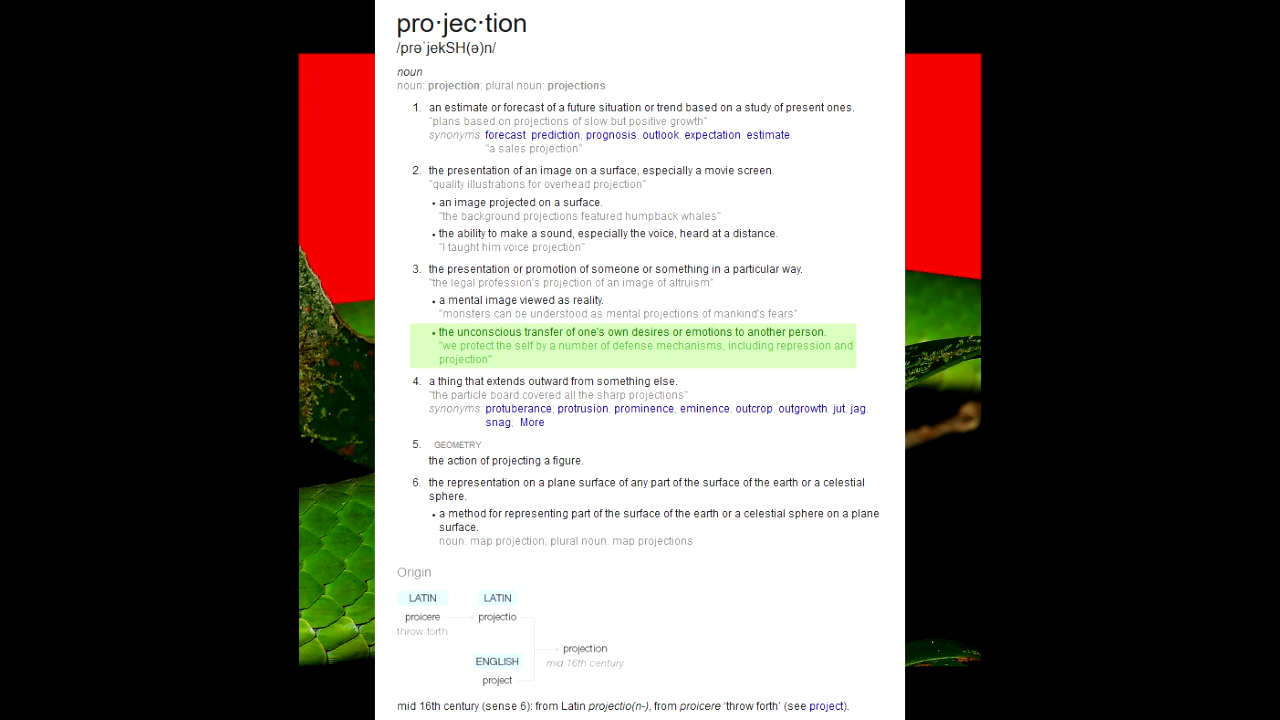 pro·jec·tion
/prəˈjekSH(ə)n/
noun
noun: projection; plural noun: projections
1. an estimate or forecast of a future situation or trend based on a study of present ones.
"plans based on projections of slow but positive growth"
synonyms: forecast, prediction, prognosis, outlook, expectation, estimate
"a sales projection"
2. the presentation of an image on a surface, especially a movie screen.
"quality illustrations for overhead projection"
• an image projected on a surface.
"the background projections featured humpback whales"
• the ability to make a sound, especially the voice, heard at a distance.
"I taught him voice projection"
3. the presentation or promotion of someone or something in a particular way.
"the legal profession's projection of an image of altruism"
• a mental image viewed as reality.
"monsters can be understood as mental projections of mankind's fears"
• the unconscious transfer of one's own desires or emotions to another person.
"we protect the self by a number of defense mechanisms, including repression and
projection"
4. a thing that extends outward from something else.
"the particle board covered all the sharp projections"
synonyms: protuberance, protrusion, prominence, eminence, outcrop, outgrowth, jut, jag,
snag; More
5. GEOMETRY
the action of projecting a figure.
6. the representation on a plane surface of any part of the surface of the earth or a celestial
sphere.
• a method for representing part of the surface of the earth or a celestial sphere on a plane
surface.
noun: map projection; plural noun: map projections
Origin
LATIN LATIN
proicere projectio
throw forth
projection
ENGLISH mid 16th century
project
mid 16th century (sense 6): from Latin projectio(n-), from proicere 'throw forth' (see project).